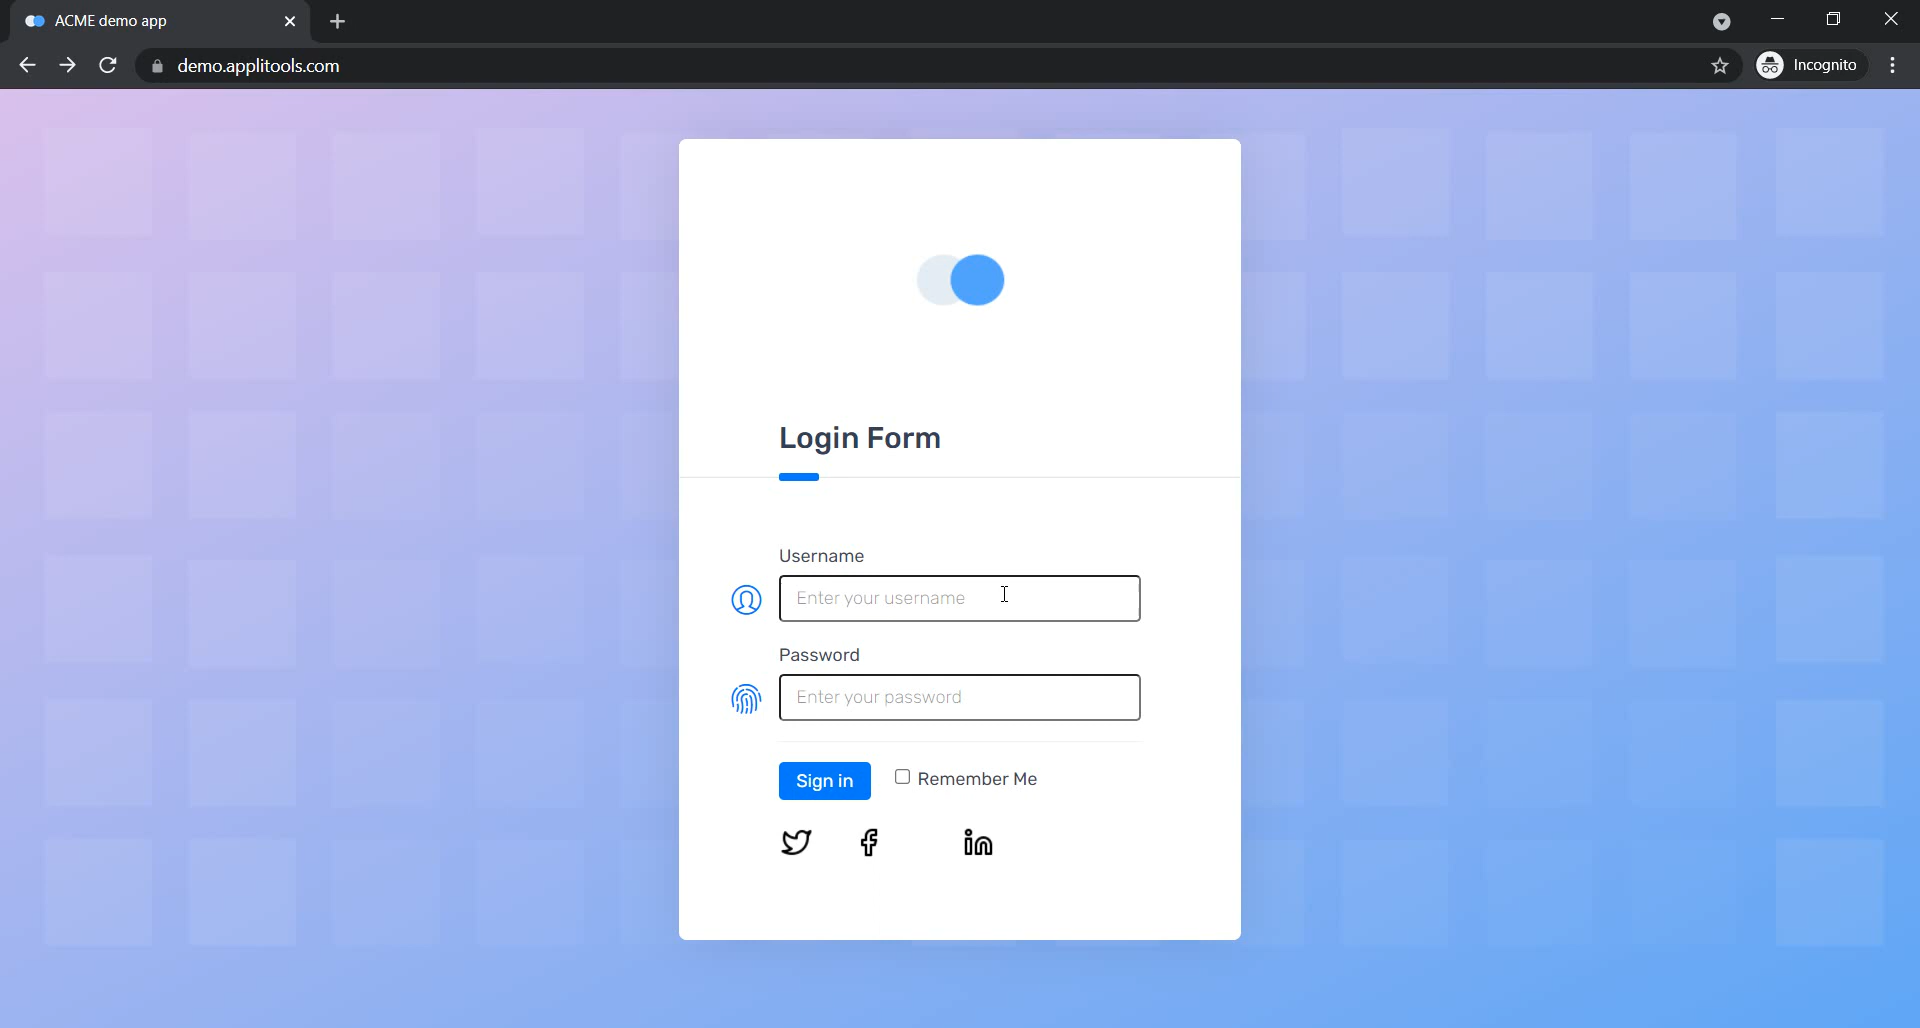 ACME demo app
demo.applitools.com
Incognito
Login Form
Username
Enter your username
Password
Enter your password
Sign in
Remember Me